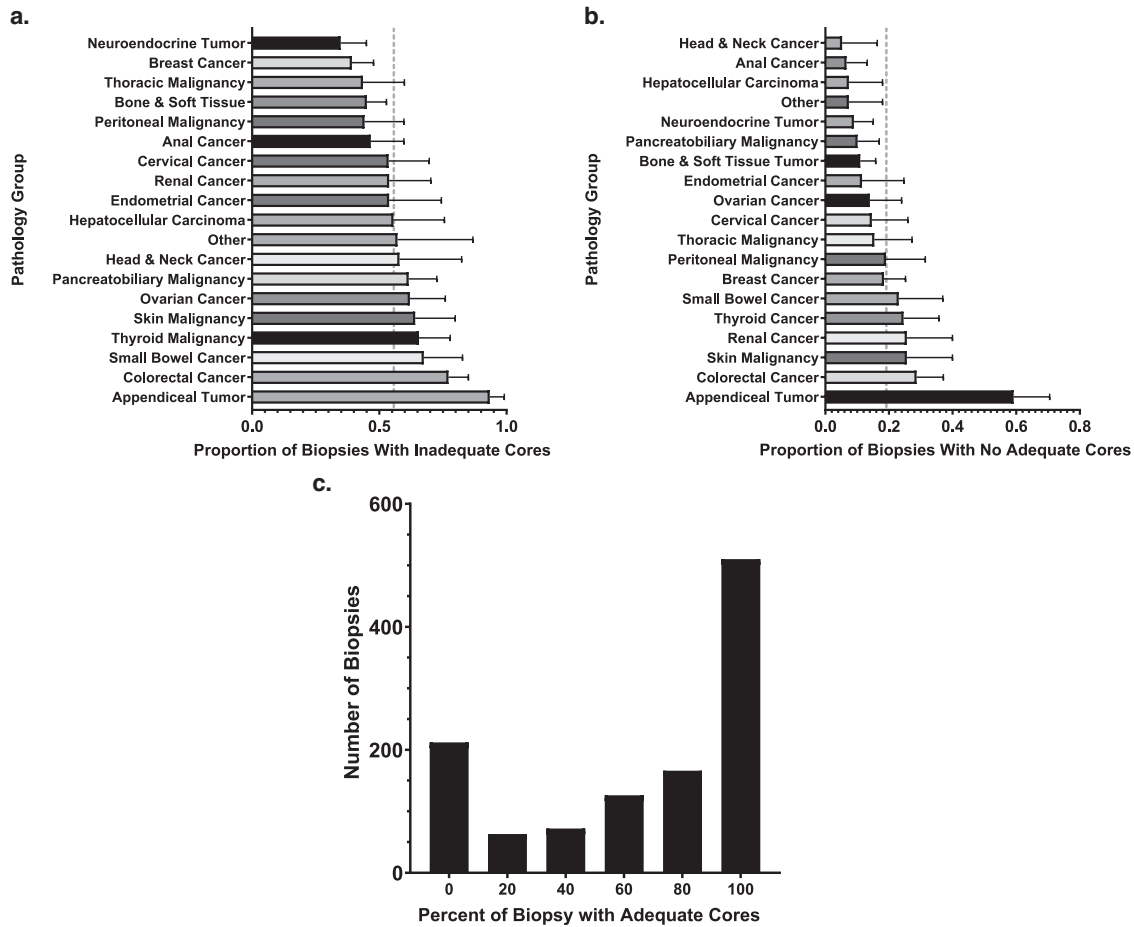 a.
Pathology Group
Neuroendocrine Tumor
Breast Cancer
Thoracic Malignancy
Bone & Soft Tissue
Peritoneal Malignancy
Anal Cancer
Cervical Cancer
Renal Cancer
Endometrial Cancer
Hepatocellular Carcinoma
Other
Head & Neck Cancer
Pancreatobiliary Malignancy
Ovarian Cancer
Skin Malignancy
Thyroid Malignancy
Small Bowel Cancer
Colorectal Cancer
Appendiceal Tumor
0.0 0.5 1.0
Proportion of Biopsies With Inadequate Cores
b.
Pathology Group
Head & Neck Cancer
Anal Cancer
Hepatocellular Carcinoma
Other
Neuroendocrine Tumor
Pancreatobiliary Malignancy
Bone & Soft Tissue Tumor
Endometrial Cancer
Ovarian Cancer
Cervical Cancer
Thoracic Malignancy
Peritoneal Malignancy
Breast Cancer
Small Bowel Cancer
Thyroid Cancer
Renal Cancer
Skin Malignancy
Colorectal Cancer
Appendiceal Tumor
0.0 0.2 0.4 0.6 0.8
Proportion of Biopsies With No Adequate Cores
c.
Number of Biopsies
600
400
200
0
0 20 40 60 80 100
Percent of Biopsy with Adequate Cores